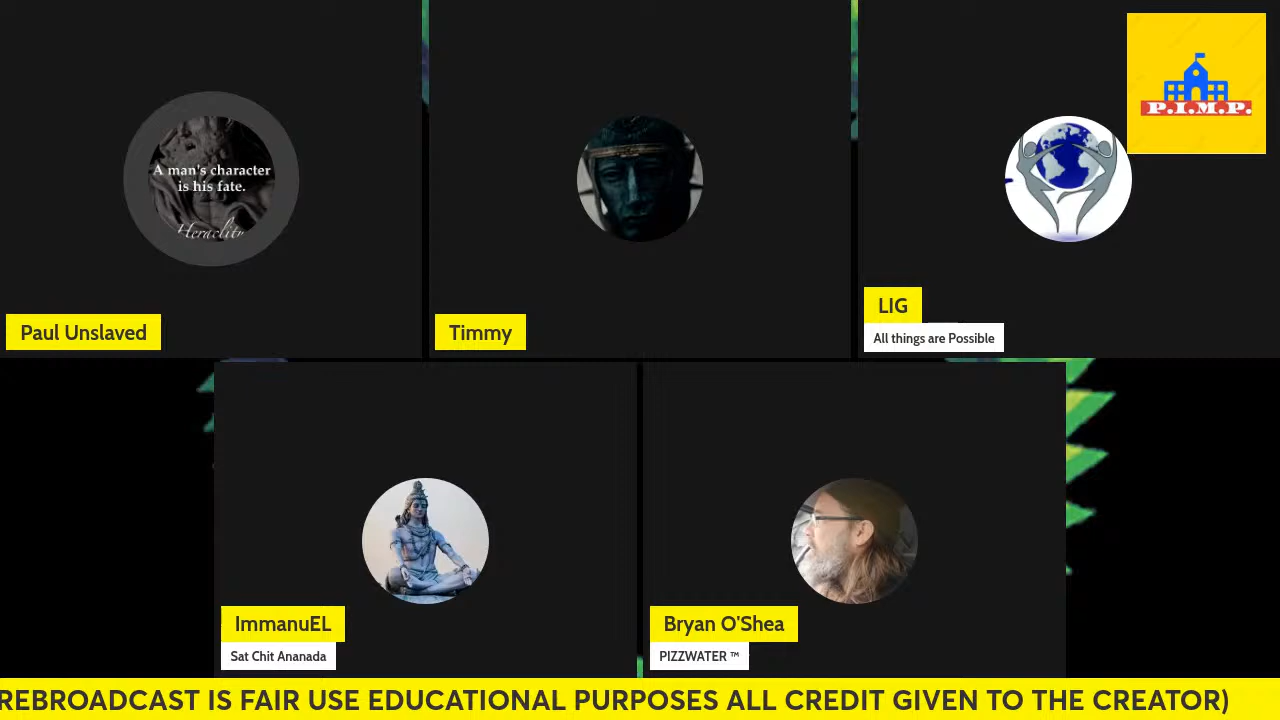 A man's character
is his fate.
Heraclitu
Paul Unslaved
Timmy
P.I.M.P.
LIG
All things are Possible
ImmanuEL
Sat Chit Ananada
Bryan O'Shea
PIZZWATER ™
REBROADCAST IS FAIR USE EDUCATIONAL PURPOSES ALL CREDIT GIVEN TO THE CREATOR)